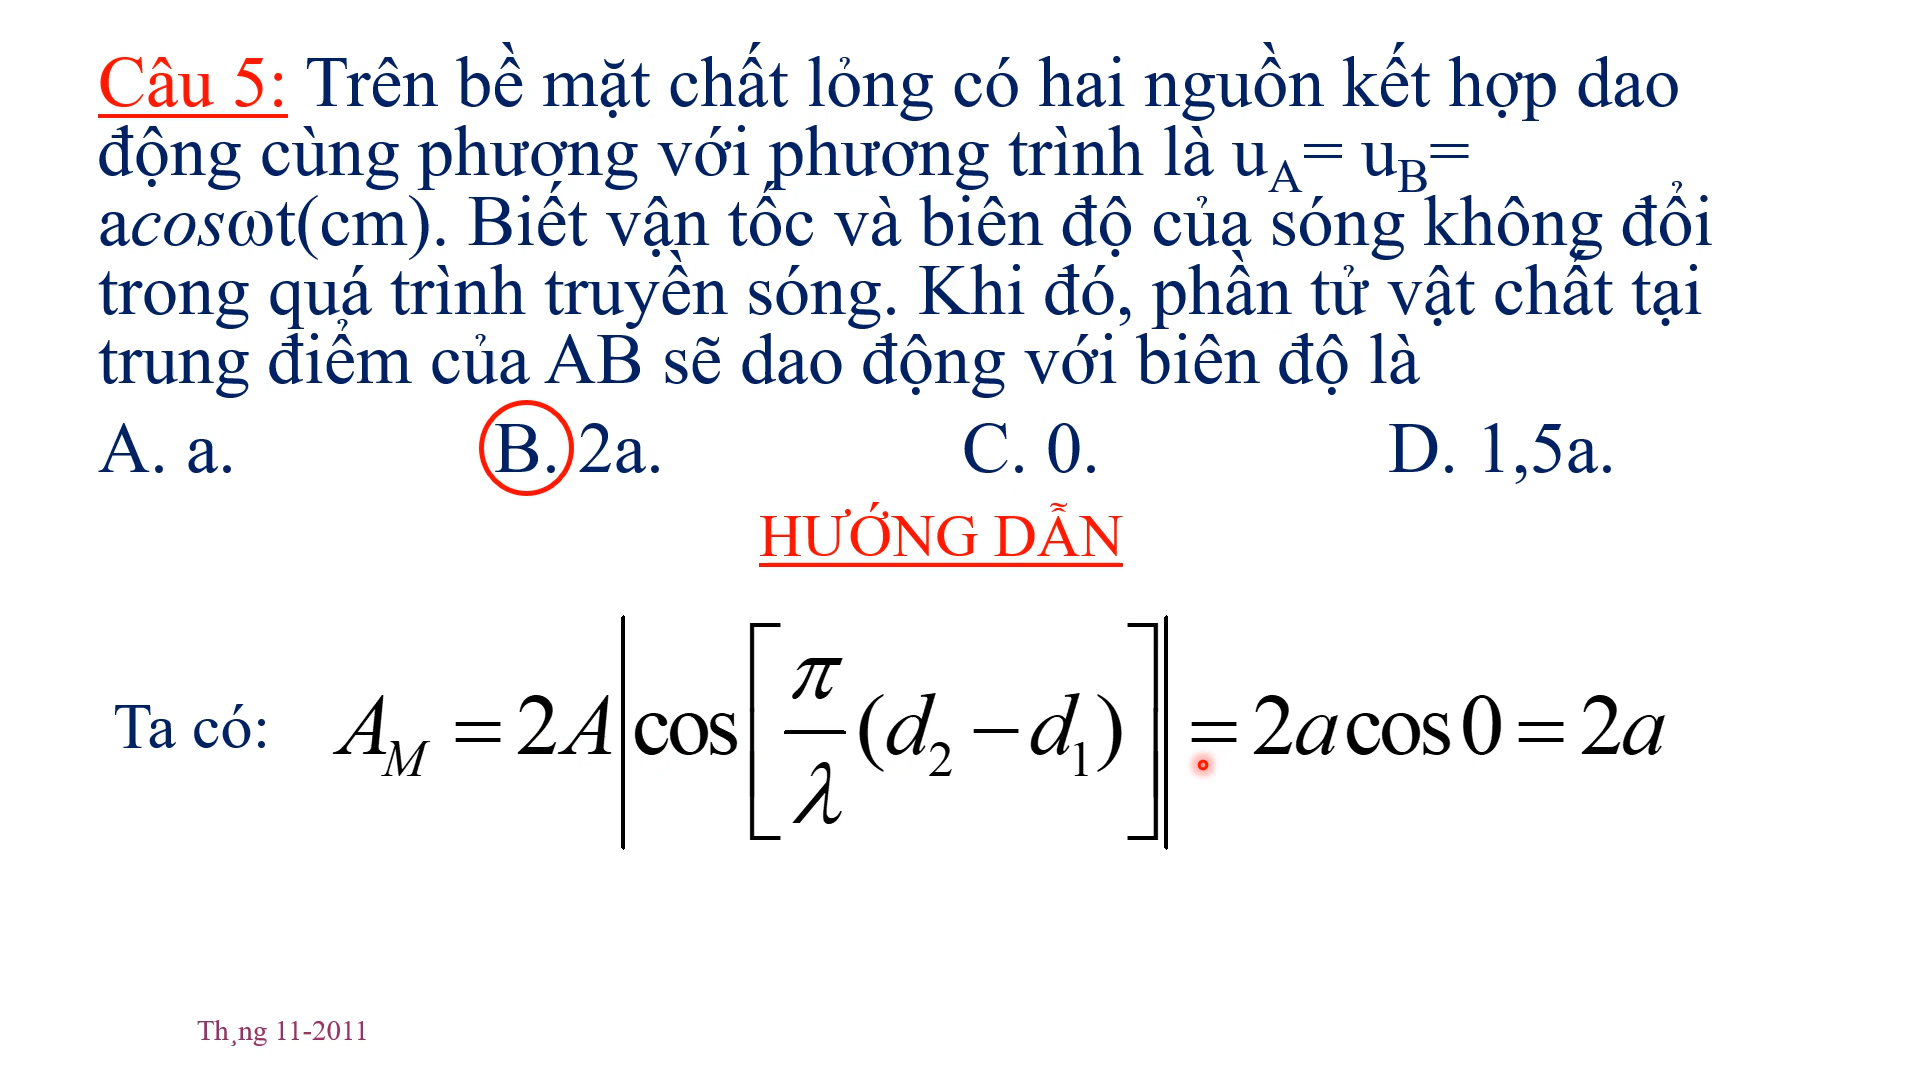 Câu 5: Trên bề mặt chất lỏng có hai nguồn kết hợp dao
động cùng phương với phương trình là u_A= u_B=
acosωt(cm). Biết vận tốc và biên độ của sóng không đổi
trong quá trình truyền sóng. Khi đó, phần tử vật chất tại
trung điểm của AB sẽ dao động với biên độ là
A. a. B. 2a. C. 0. D. 1,5a.
HƯỚNG DẪN
Ta có: A_M = 2A|cos[π/λ(d_2 − d_1)]| = 2a cos 0 = 2a
Th¸ng 11-2011